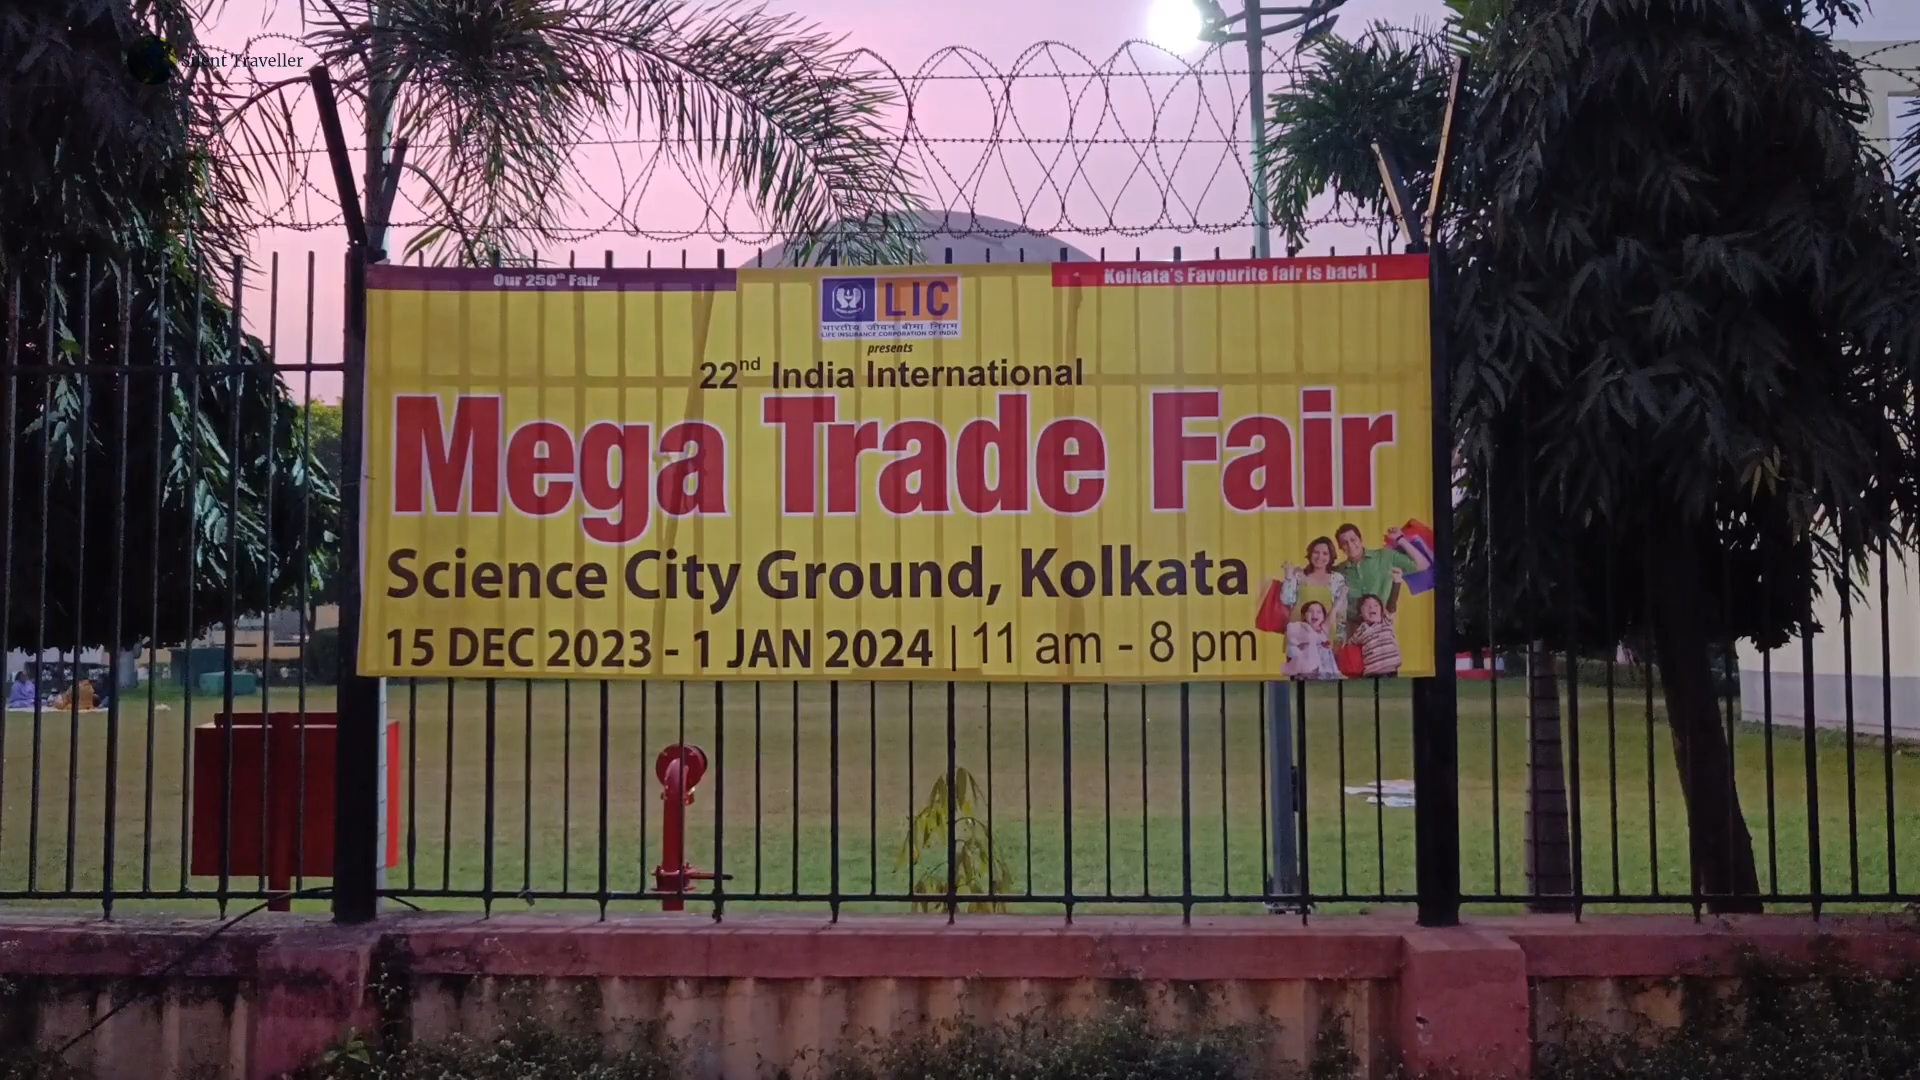 Silent Traveller
Our 250th Fair
Kolkata's Favourite fair is back !
LIC
भारतीय जीवन बीमा निगम
LIFE INSURANCE CORPORATION OF INDIA
presents
22nd India International
Mega Trade Fair
Science City Ground, Kolkata
15 DEC 2023 - 1 JAN 2024 | 11 am - 8 pm